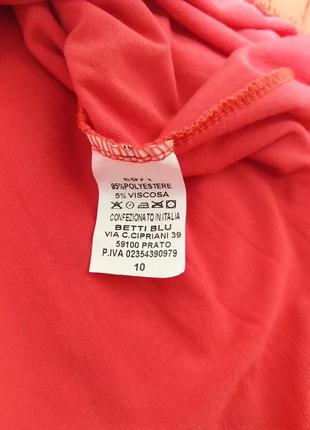 6971
95%POLYESTERE
5% VISCOSA
CONFEZIONATO IN ITALIA
BETTI BLU
VIA C.CIPRIANI 39
59100 PRATO
P.IVA 02354390979
10